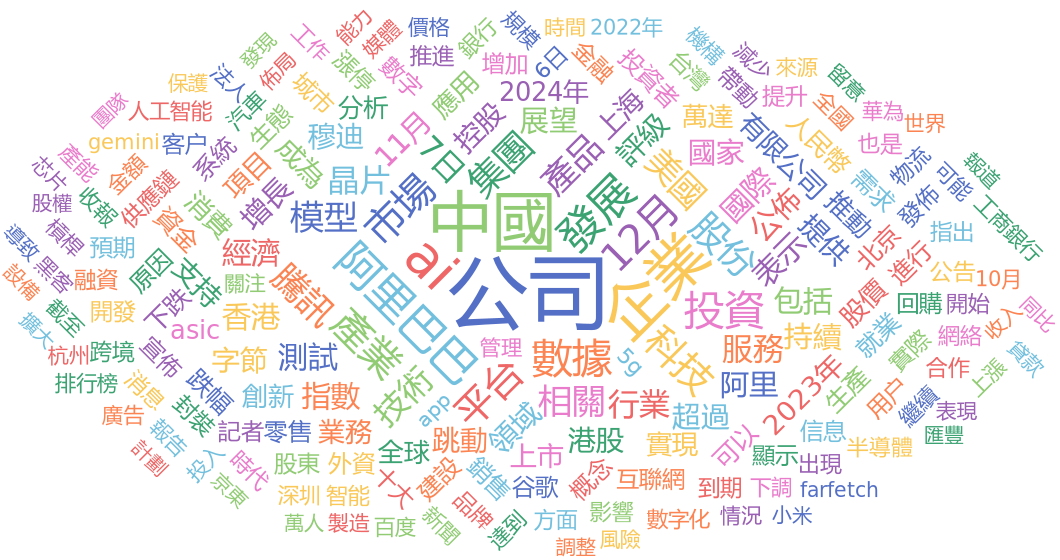 公司
中國
企業
ai
阿里巴巴
發展
12月
市場
科技
數據
投資
平台
產業
集團
產品
模型
騰訊
技術
股份
服務
相關
行業
美國
評級
上海
展望
控股
7日
11月
2024年
晶片
穆迪
增長
經濟
香港
測試
指數
字節
跳動
領域
港股
上市
超過
實現
阿里
包括
持續
表示
公佈
國際
國家
萬達
有限公司
提供
推動
人民幣
股價
2023年
進行
北京
管理
5g
app
全球
業務
零售
記者
創新
支持
下跌
asic
關注
原因
資金
消費
項目
系統
成為
生態
應用
分析
漲停
數字
推進
價格
媒體
能力
工作
佈局
城市
發現
法人
汽車
保護
人工智能
團隊
gemini
客户
金額
供應鏈
產能
芯片
收報
股權
槓桿
預期
導致
黑客
設備
融資
截至
開發
擴大
杭州
跨境
宣佈
排行榜
消息
跌幅
封裝
廣告
報告
計劃
投入
時代
京東
股東
外資
深圳
智能
萬人
製造
百度
十大
建設
新聞
品牌
銷售
谷歌
達到
方面
概念
互聯網
影響
數字化
調整
風險
到期
下調
情況
小米
farfetch
可以
顯示
出現
信息
半導體
匯豐
繼續
表現
用户
生產
實際
就業
合作
上漲
貸款
網絡
收入
同比
回購
開始
公告
10月
指出
工商銀行
報道
可能
發佈
物流
需求
也是
華為
世界
全國
留意
來源
提升
帶動
減少
機構
台灣
投資者
金融
2022年
時間
6日
規模
銀行
增加